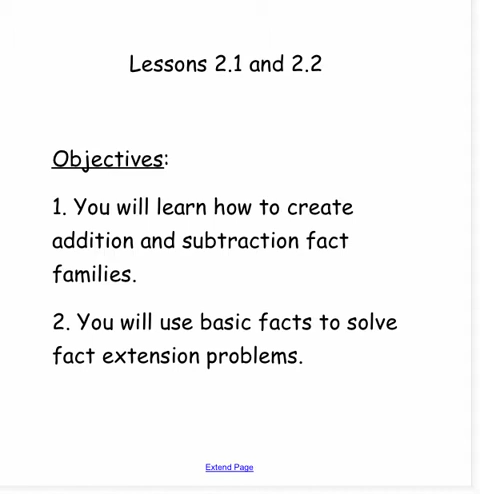 Lessons 2.1 and 2.2
Objectives:
1. You will learn how to create
addition and subtraction fact
families.
2. You will use basic facts to solve
fact extension problems.
Extend Page